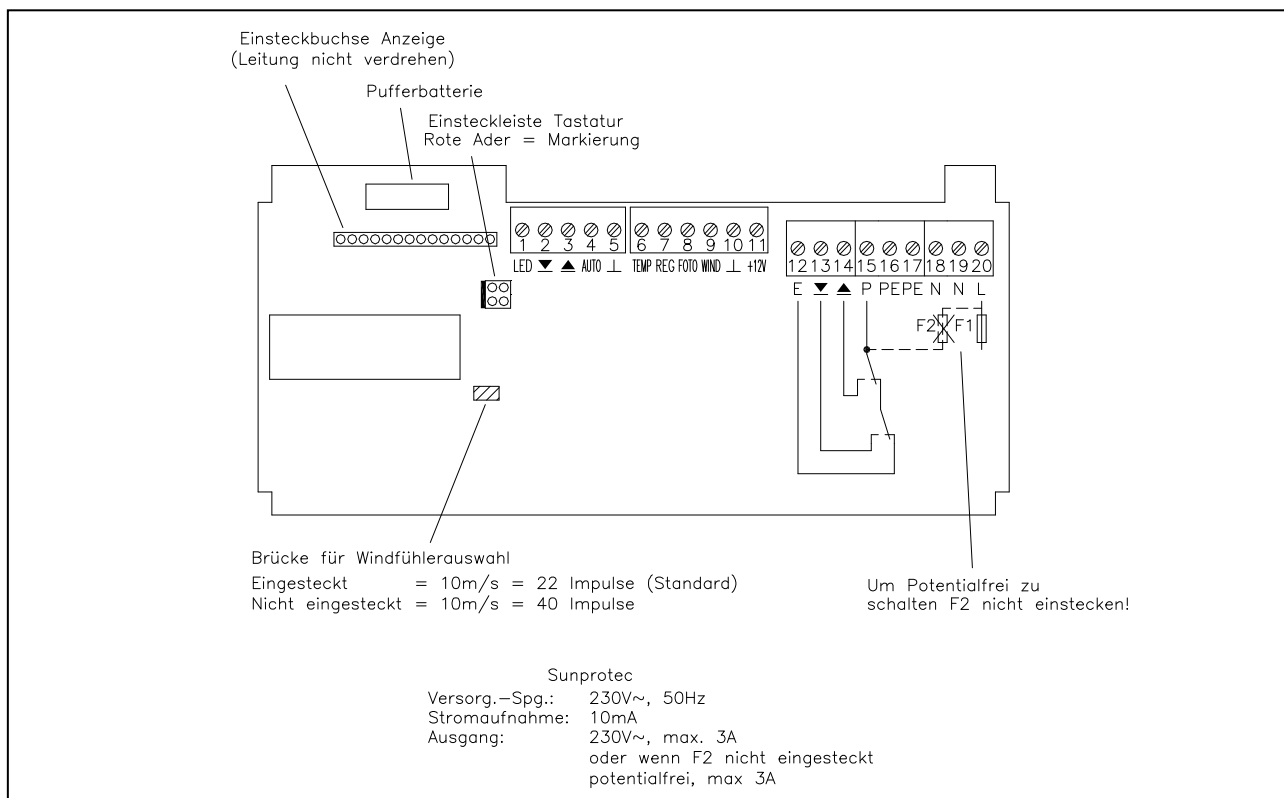 Einsteckbuchse Anzeige
(Leitung nicht verdrehen)
Pufferbatterie
Einsteckleiste Tastatur
Rote Ader = Markierung
1 2 3 4 5 6 7 8 9 10 11
LED ▼ ▲ AUTO ⊥ TEMP REG FOTO WIND ⊥ +12V
12 13 14 15 16 17 18 19 20
E ▼ ▲ P PE PE N N L
F2 F1
Brücke für Windfühlerauswahl
Eingesteckt = 10m/s = 22 Impulse (Standard)
Nicht eingesteckt = 10m/s = 40 Impulse
Um Potentialfrei zu
schalten F2 nicht einstecken!
Sunprotec
Versorg.-Spg.: 230V~, 50Hz
Stromaufnahme: 10mA
Ausgang: 230V~, max. 3A
oder wenn F2 nicht eingesteckt
potentialfrei, max 3A